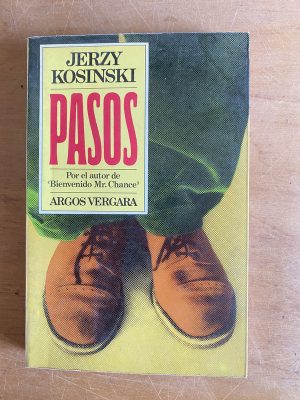 JERZY
KOSINSKI
PASOS
Por el autor de
'Bienvenido Mr. Chance'
ARGOS VERGARA